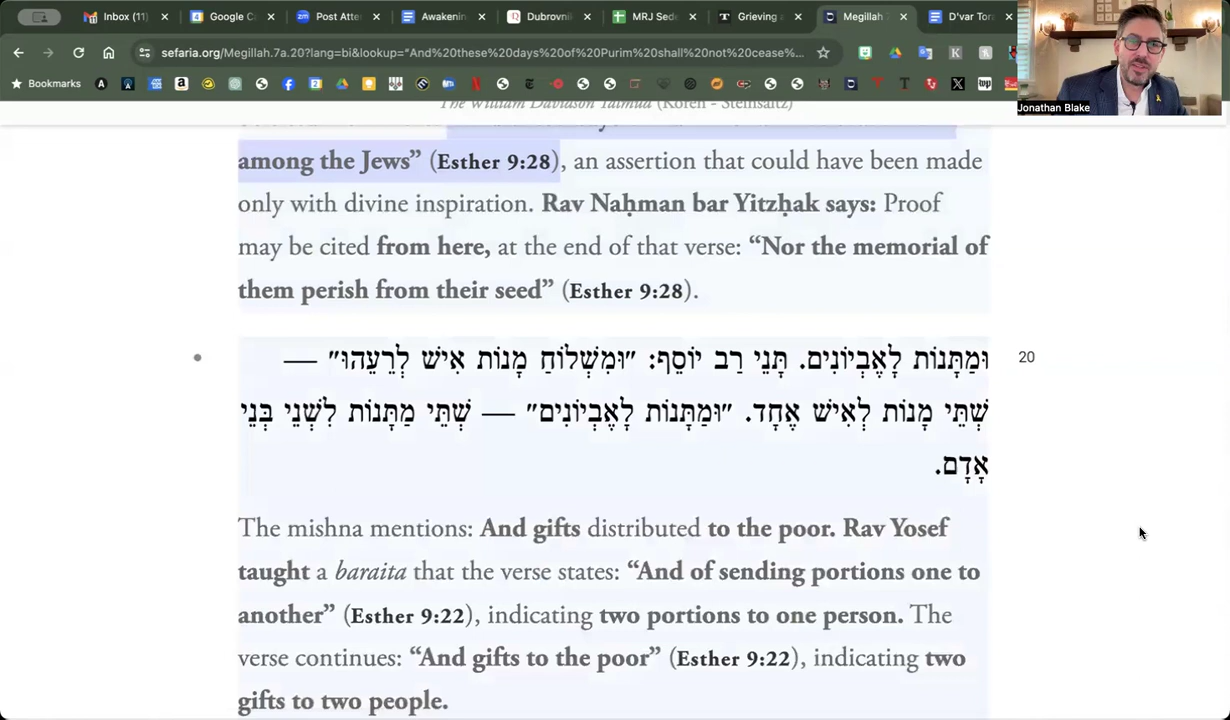 Inbox (11)
Google C
Post Atte
Awakenin
Dubrovni
MRJ Sede
Grieving a
Megillah 7
D'var Tora
sefaria.org/Megillah.7a.20?lang=bi&lookup="And%20these%20days%20of%20Purim%20shall%20not%20cease%...
Bookmarks
Jonathan Blake
The William Davidson Talmud (Koren - Steinsaltz)
among the Jews” (Esther 9:28), an assertion that could have been made
only with divine inspiration. Rav Naḥman bar Yitzḥak says: Proof
may be cited from here, at the end of that verse: “Nor the memorial of
them perish from their seed” (Esther 9:28).
20
וּמַתָּנוֹת לָאֶבְיוֹנִים. תָּנֵי רַב יוֹסֵף: ״וּמִשְׁלוֹחַ מָנוֹת אִישׁ לְרֵעֵהוּ״ —
שְׁתֵּי מָנוֹת לְאִישׁ אֶחָד. ״וּמַתָּנוֹת לָאֶבְיוֹנִים״ — שְׁתֵּי מַתָּנוֹת לִשְׁנֵי בְּנֵי
אָדָם.
The mishna mentions: And gifts distributed to the poor. Rav Yosef
taught a baraita that the verse states: “And of sending portions one to
another” (Esther 9:22), indicating two portions to one person. The
verse continues: “And gifts to the poor” (Esther 9:22), indicating two
gifts to two people.